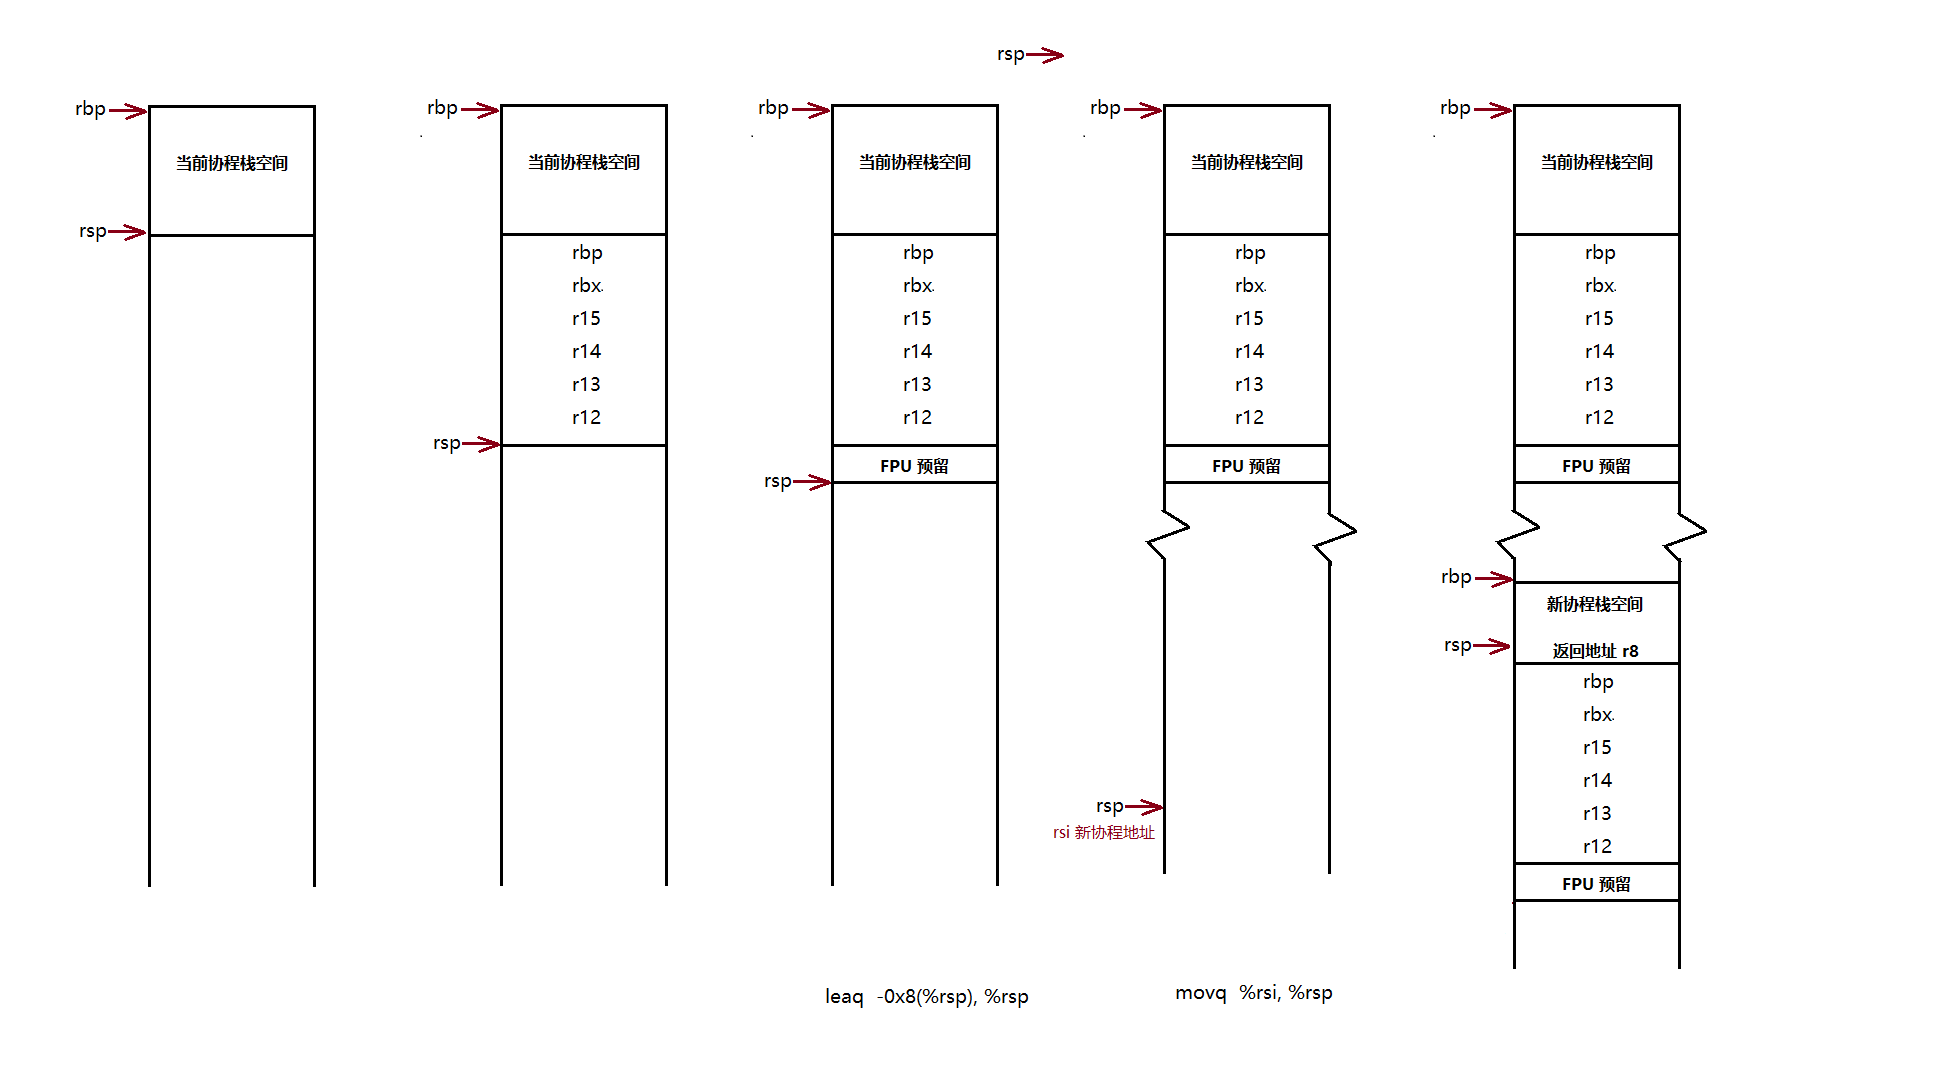 rsp
rbp
当前协程栈空间
rsp
rbp
当前协程栈空间
rbp
rbx.
r15
r14
r13
r12
rsp
rbp
当前协程栈空间
rbp
rbx.
r15
r14
r13
r12
FPU 预留
rsp
leaq -0x8(%rsp), %rsp
rbp
当前协程栈空间
rbp
rbx.
r15
r14
r13
r12
FPU 预留
rsp
rsi 新协程地址
movq %rsi, %rsp
rbp
当前协程栈空间
rbp
rbx.
r15
r14
r13
r12
FPU 预留
rbp
新协程栈空间
rsp
返回地址 r8
rbp
rbx.
r15
r14
r13
r12
FPU 预留